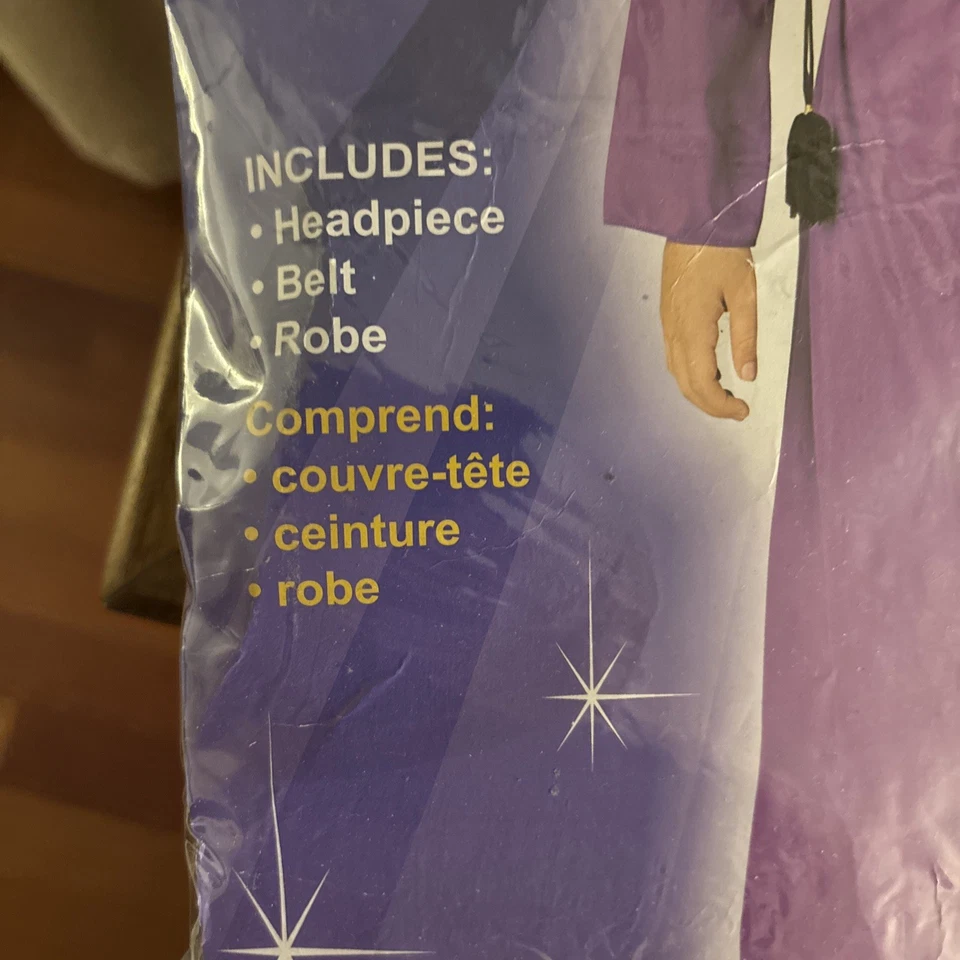 INCLUDES:
• Headpiece
• Belt
• Robe
Comprend:
• couvre-tête
• ceinture
• robe